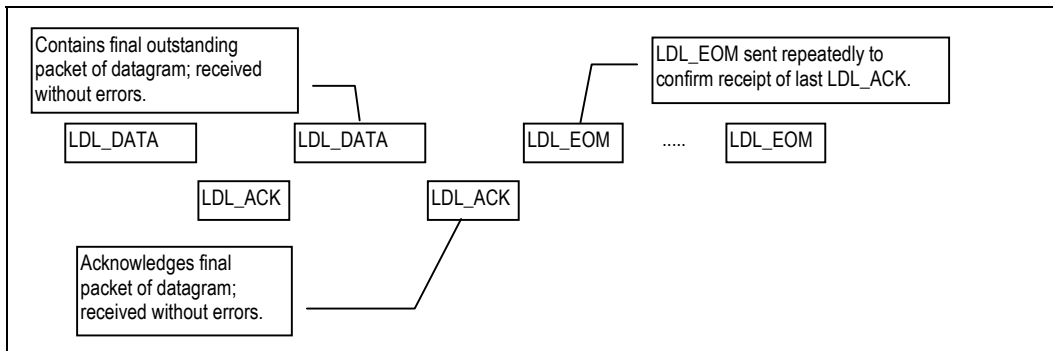 Contains final outstanding
packet of datagram; received
without errors.
LDL_EOM sent repeatedly to
confirm receipt of last LDL_ACK.
LDL_DATA LDL_DATA LDL_EOM ..... LDL_EOM
LDL_ACK LDL_ACK
Acknowledges final
packet of datagram;
received without errors.